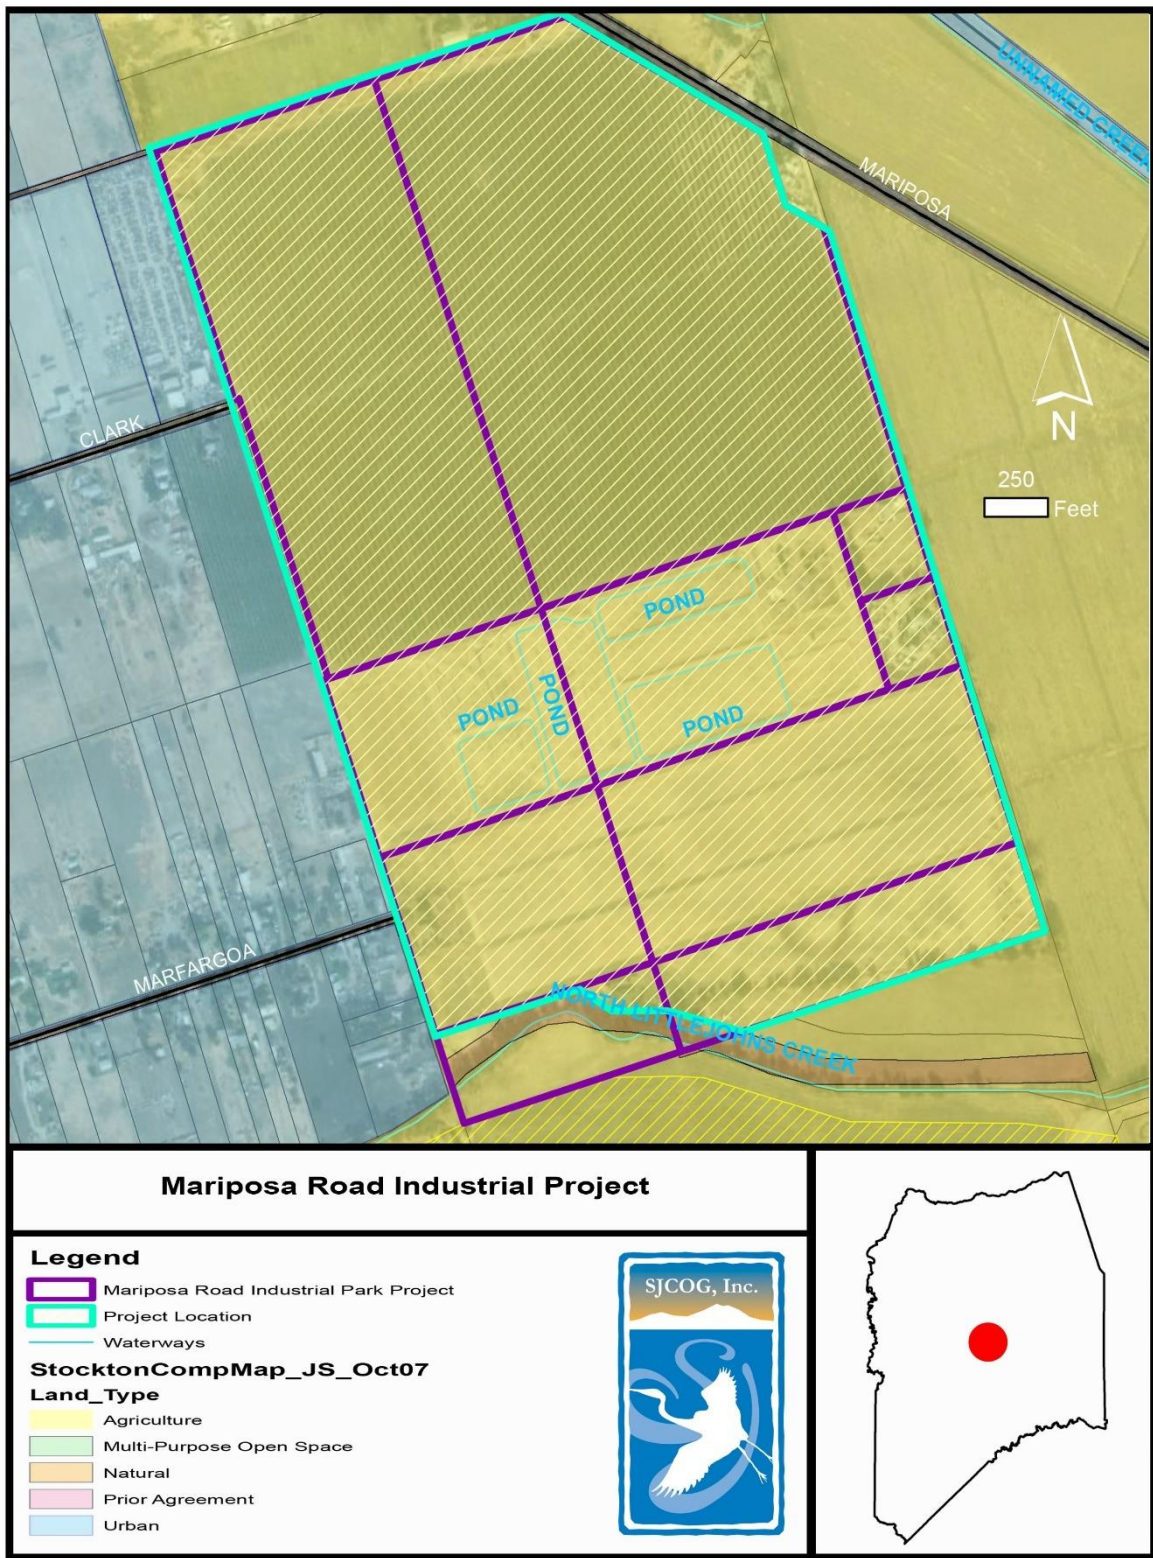 UNNAMED CREEK
MARIPOSA
CLARK
N
250
Feet
POND
POND
POND
POND
MARFARGOA
NORTH LITTLEJOHNS CREEK
Mariposa Road Industrial Project
Legend
Mariposa Road Industrial Park Project
Project Location
Waterways
StocktonCompMap_JS_Oct07
Land_Type
Agriculture
Multi-Purpose Open Space
Natural
Prior Agreement
Urban
SJCOG, Inc.